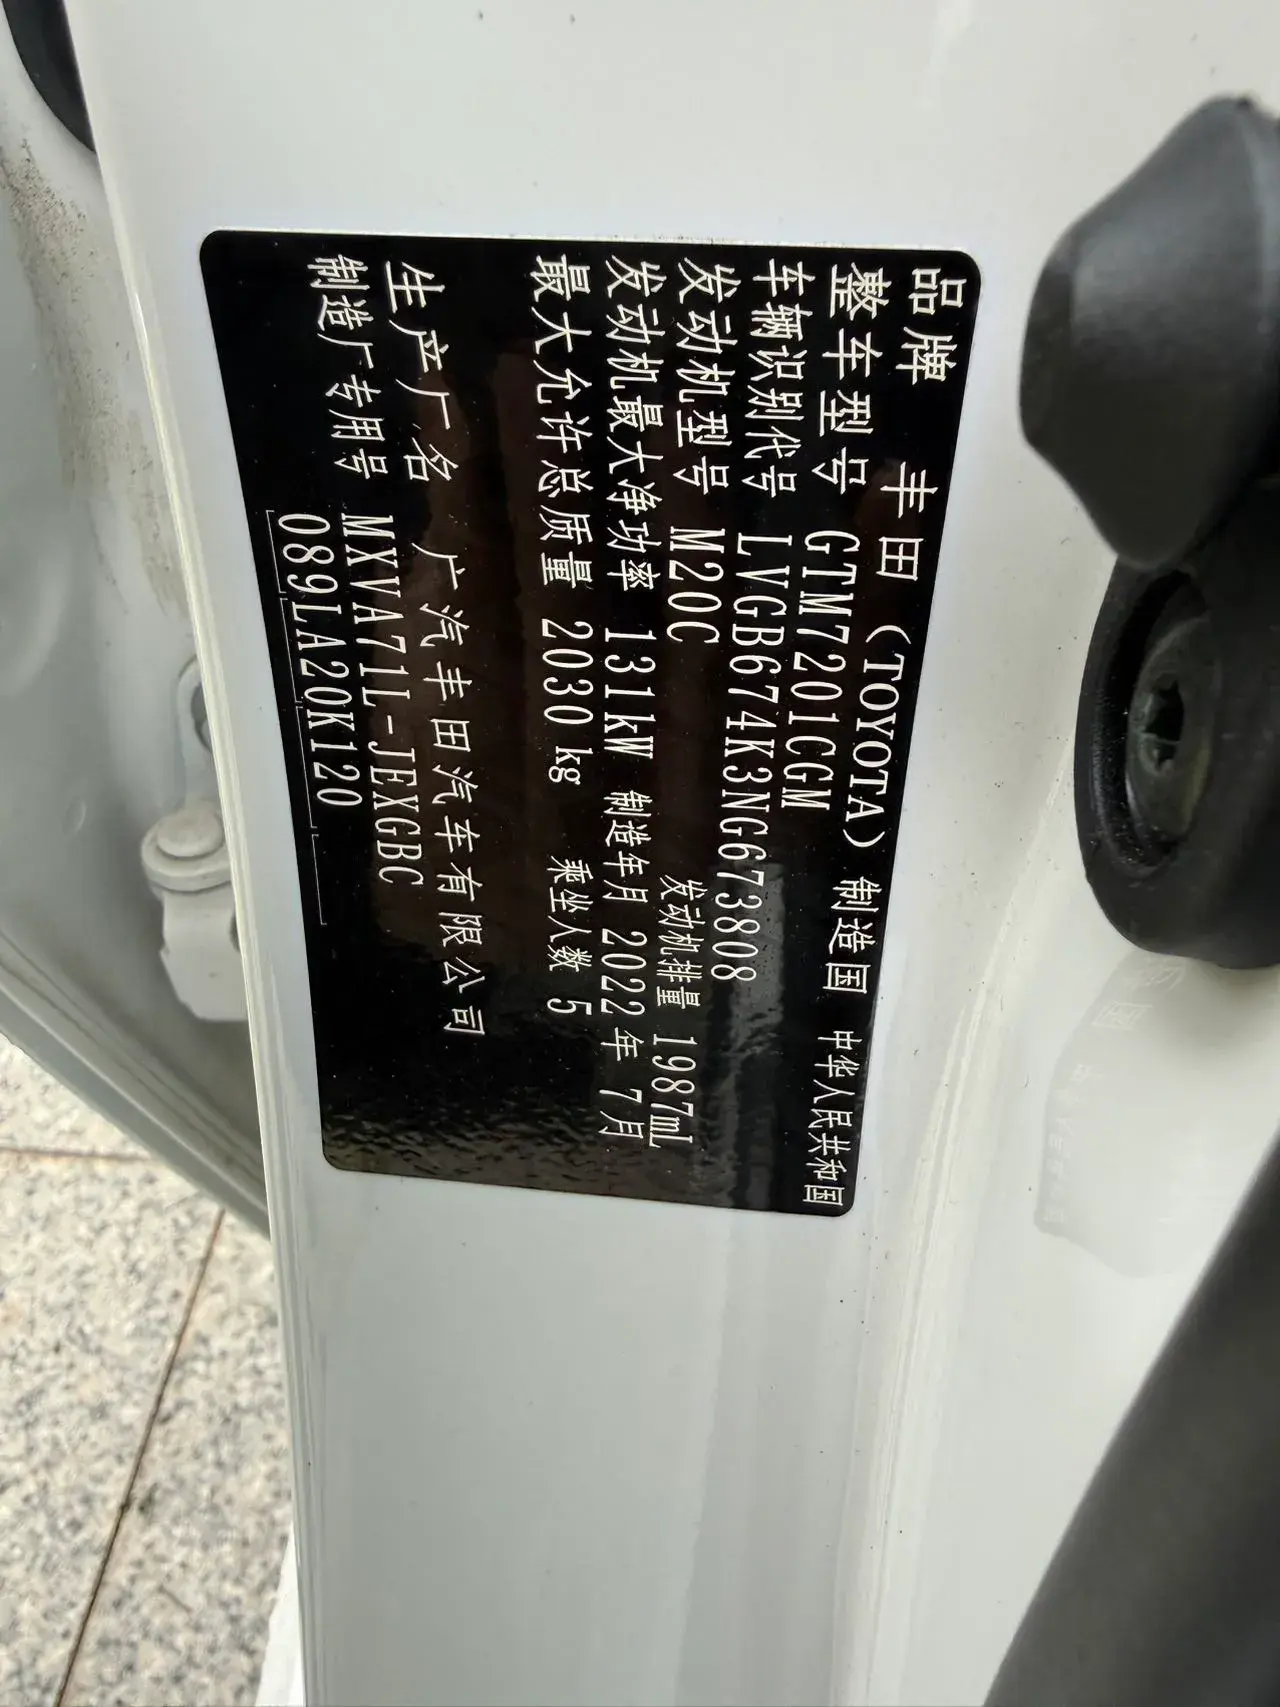 品牌 丰田（TOYOTA）制造国 中华人民共和国
整车型号 GTM7201CGM
车辆识别代号 LVGB674K3NG673808
发动机型号 M20C 发动机排量 1987mL
发动机最大净功率 131kW 制造年月 2022年 7月
最大允许总质量 2030 kg 乘坐人数 5
生产厂名 广汽丰田汽车有限公司
制造厂专用号 MXVA71L-JEXGBC
089LA20K120